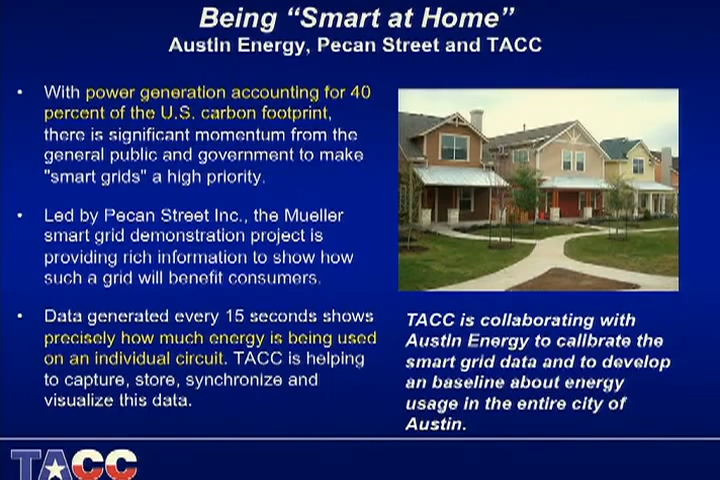 Being “Smart at Home”
Austin Energy, Pecan Street and TACC
• With power generation accounting for 40
percent of the U.S. carbon footprint,
there is significant momentum from the
general public and government to make
"smart grids" a high priority.
• Led by Pecan Street Inc., the Mueller
smart grid demonstration project is
providing rich information to show how
such a grid will benefit consumers.
• Data generated every 15 seconds shows
precisely how much energy is being used
on an individual circuit. TACC is helping
to capture, store, synchronize and
visualize this data.
TACC is collaborating with
Austin Energy to calibrate the
smart grid data and to develop
an baseline about energy
usage in the entire city of
Austin.
TACC